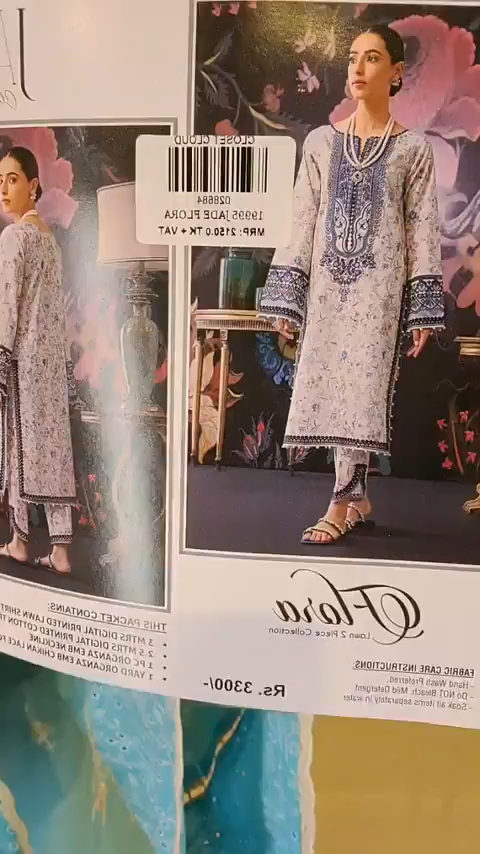 JA
CLOSET CLOUD
028684
19995 JADE FLORA
MRP: 2150.0 TK + VAT
Flora
Lawn 2 Piece Collection
FABRIC CARE INSTRUCTIONS:
- Hand Wash Preferred.
- Do NOT Bleach. Mild Detergent
- Soak all items separately in water
Rs. 3300/-
THIS PACKET CONTAINS:
• 3 MTRS DIGITAL PRINTED LAWN SHIRT
• 2.5 MTRS DIGITAL PRINTED COTTON TR
• 1 PC ORGANZA EMB NECKLINE
• 1 YARD ORGANZA EMB CHIKAN LACE FO